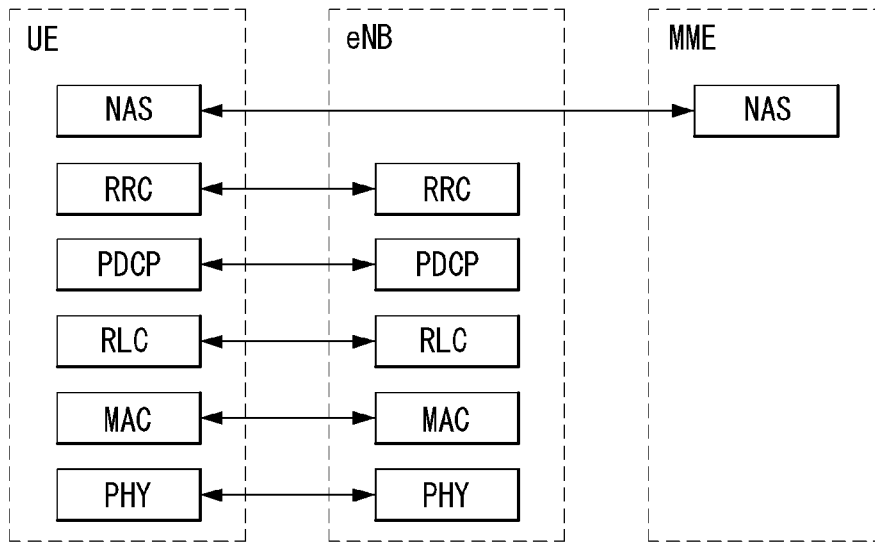 UE eNB MME
NAS NAS
RRC RRC
PDCP PDCP
RLC RLC
MAC MAC
PHY PHY